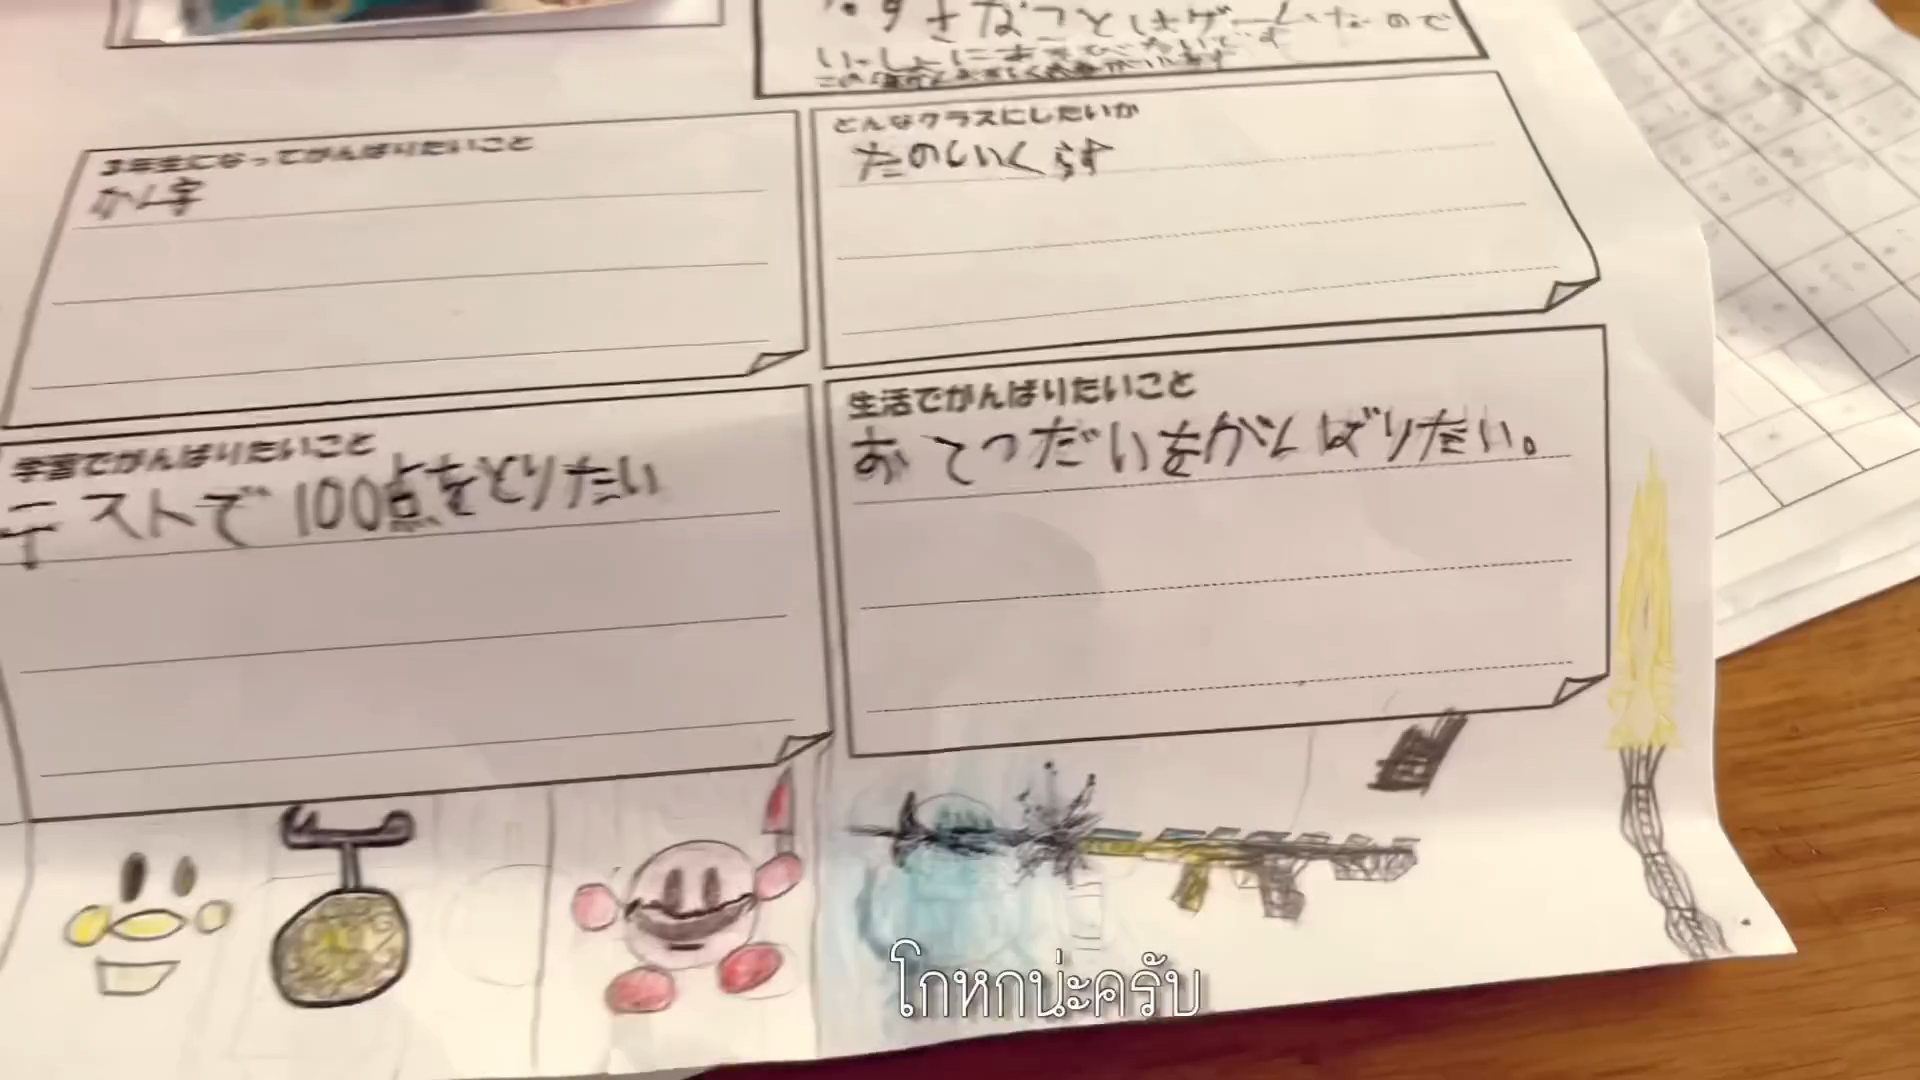 すきなことはゲームなので
いっしょにあそびたいです
3年生になってがんばりたいこと
かん字
どんなクラスにしたいか
たのしいくらす
学習でがんばりたいこと
テストで100点をとりたい
生活でがんばりたいこと
おてつだいをがんばりたい。
โกหกน่ะครับ